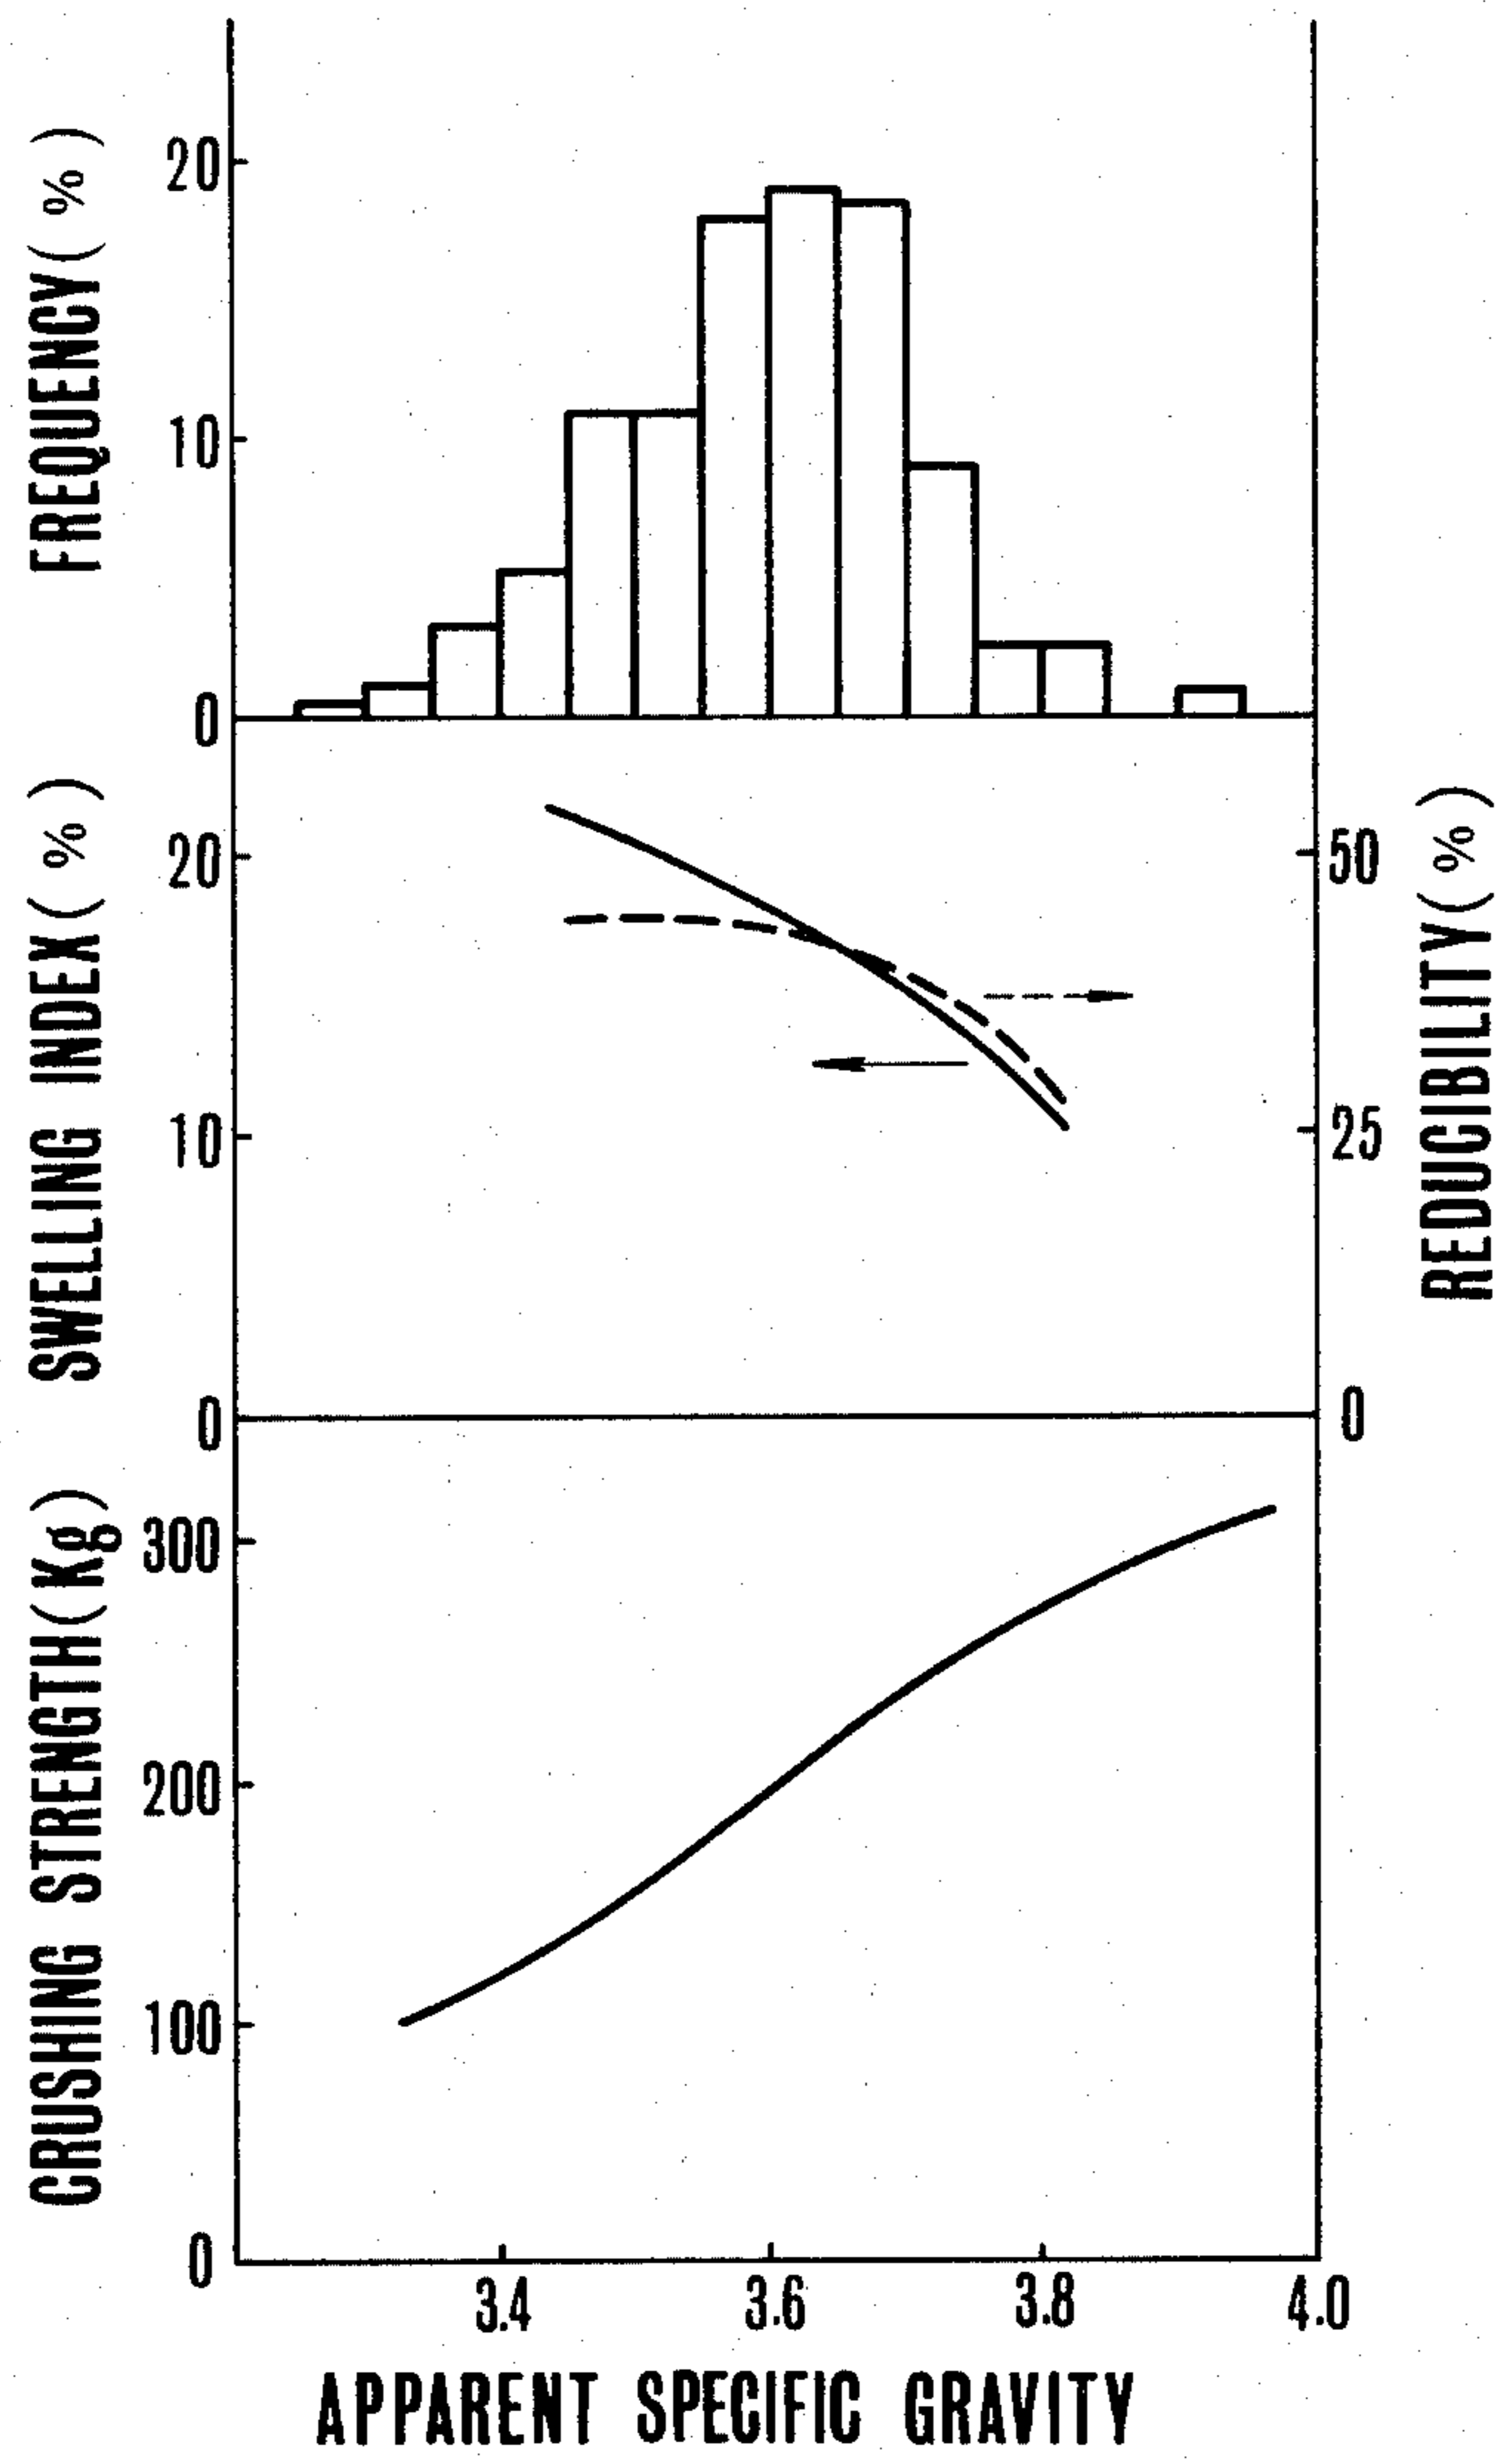 FREQUENCY(%)
20
10
0
SWELLING INDEX(%)
20
10
0
REDUCIBILITY(%)
50
25
0
CRUSHING STRENGTH(Kg)
300
200
100
0
3.4 3.6 3.8 4.0
APPARENT SPECIFIC GRAVITY